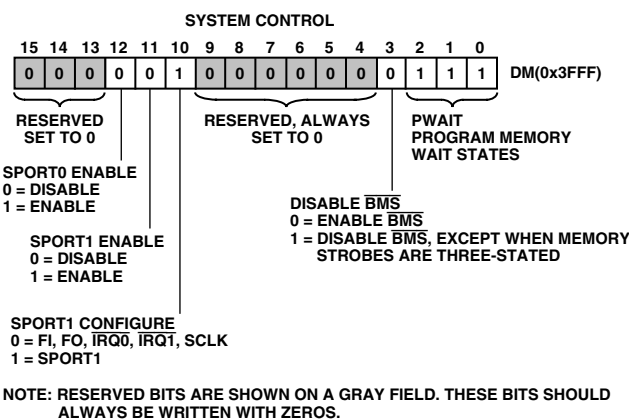 SYSTEM CONTROL
15 14 13 12 11 10 9 8 7 6 5 4 3 2 1 0
0 0 0 0 0 1 0 0 0 0 0 0 0 1 1 1 DM(0x3FFF)
RESERVED
SET TO 0
RESERVED, ALWAYS
SET TO 0
PWAIT
PROGRAM MEMORY
WAIT STATES
SPORT0 ENABLE
0 = DISABLE
1 = ENABLE
DISABLE BMS
0 = ENABLE BMS
1 = DISABLE BMS, EXCEPT WHEN MEMORY
STROBES ARE THREE-STATED
SPORT1 ENABLE
0 = DISABLE
1 = ENABLE
SPORT1 CONFIGURE
0 = FI, FO, IRQ0, IRQ1, SCLK
1 = SPORT1
NOTE: RESERVED BITS ARE SHOWN ON A GRAY FIELD. THESE BITS SHOULD
ALWAYS BE WRITTEN WITH ZEROS.